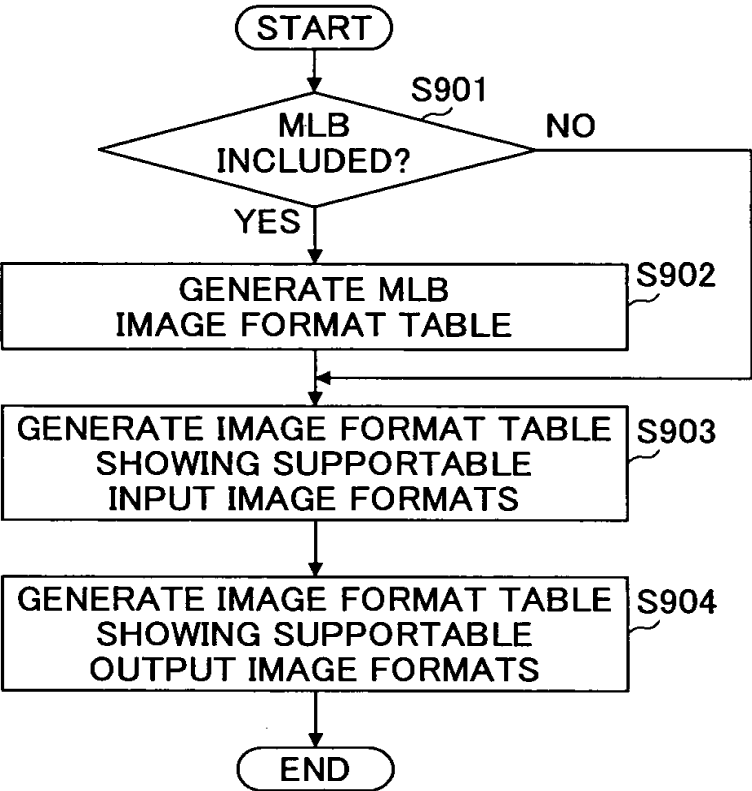 START
S901
MLB
INCLUDED?
NO
YES
S902
GENERATE MLB
IMAGE FORMAT TABLE
GENERATE IMAGE FORMAT TABLE
SHOWING SUPPORTABLE
INPUT IMAGE FORMATS
S903
GENERATE IMAGE FORMAT TABLE
SHOWING SUPPORTABLE
OUTPUT IMAGE FORMATS
S904
END